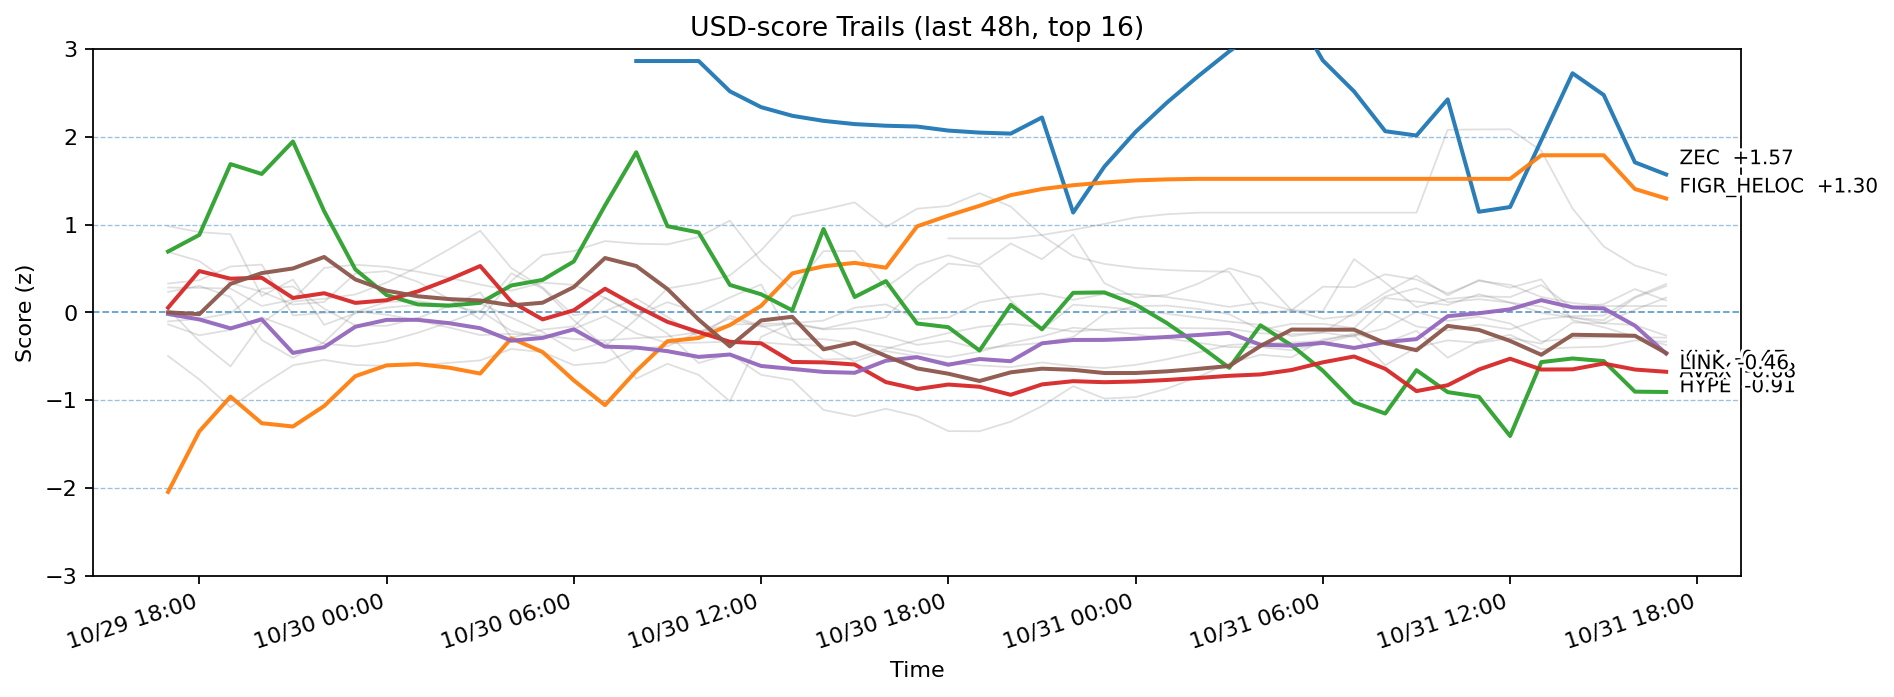 USD-score Trails (last 48h, top 16)
Score (z)
3
2
1
0
−1
−2
−3
ZEC +1.57
FIGR_HELOC +1.30
LINK -0.46
HYPE -0.91
10/29 18:00
10/30 00:00
10/30 06:00
10/30 12:00
10/30 18:00
10/31 00:00
10/31 06:00
10/31 12:00
10/31 18:00
Time